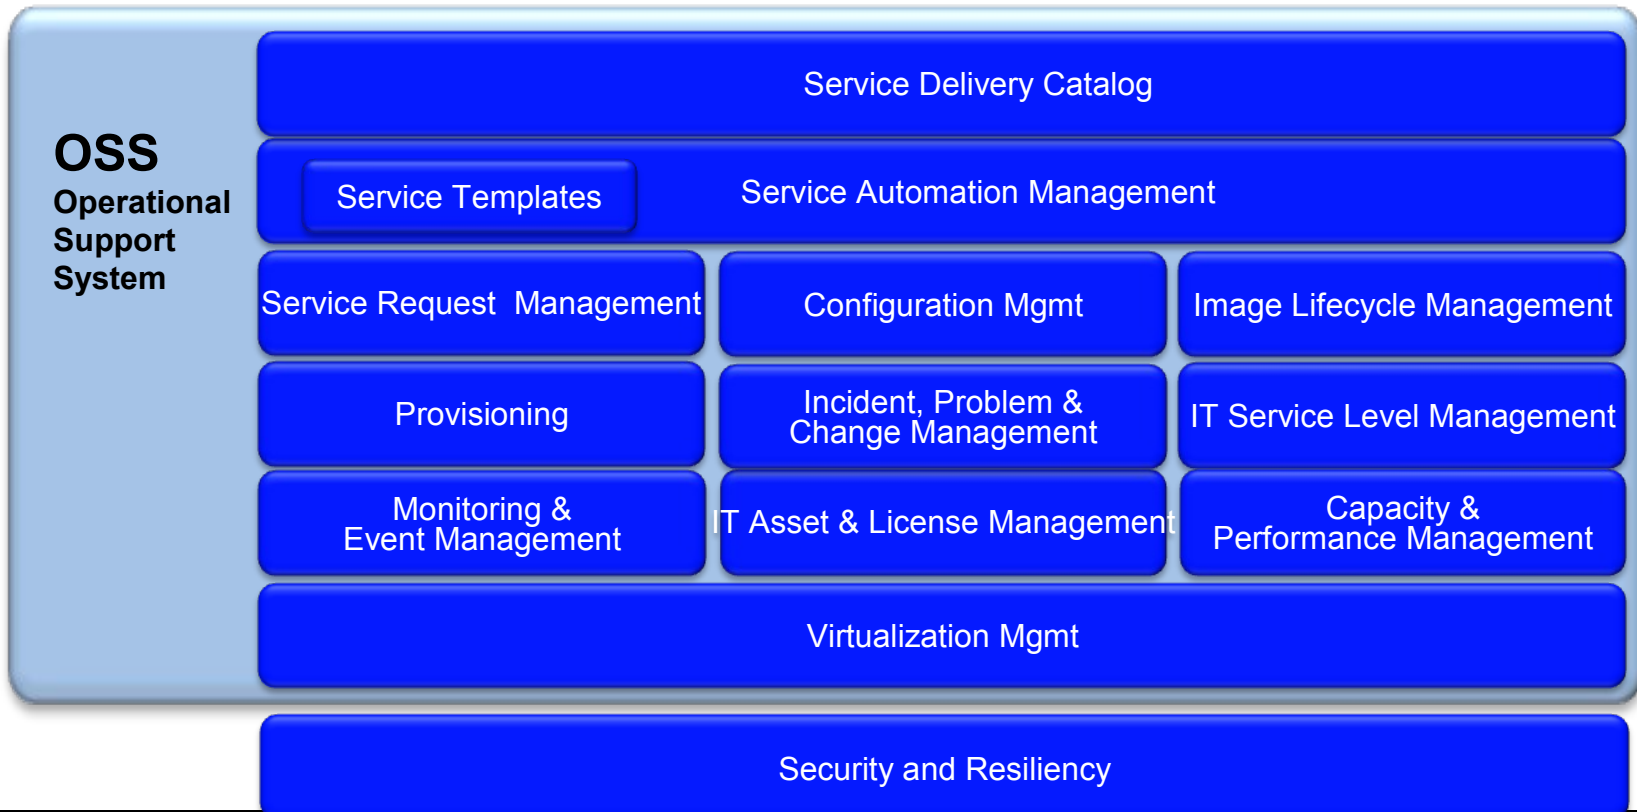 OSS
Operational
Support
System
Service Delivery Catalog
Service Templates
Service Automation Management
Service Request  Management
Configuration Mgmt
Image Lifecycle Management
Provisioning
Incident, Problem &
Change Management
IT Service Level Management
Monitoring &
Event Management
IT Asset & License Management
Capacity &
Performance Management
Virtualization Mgmt
Security and Resiliency